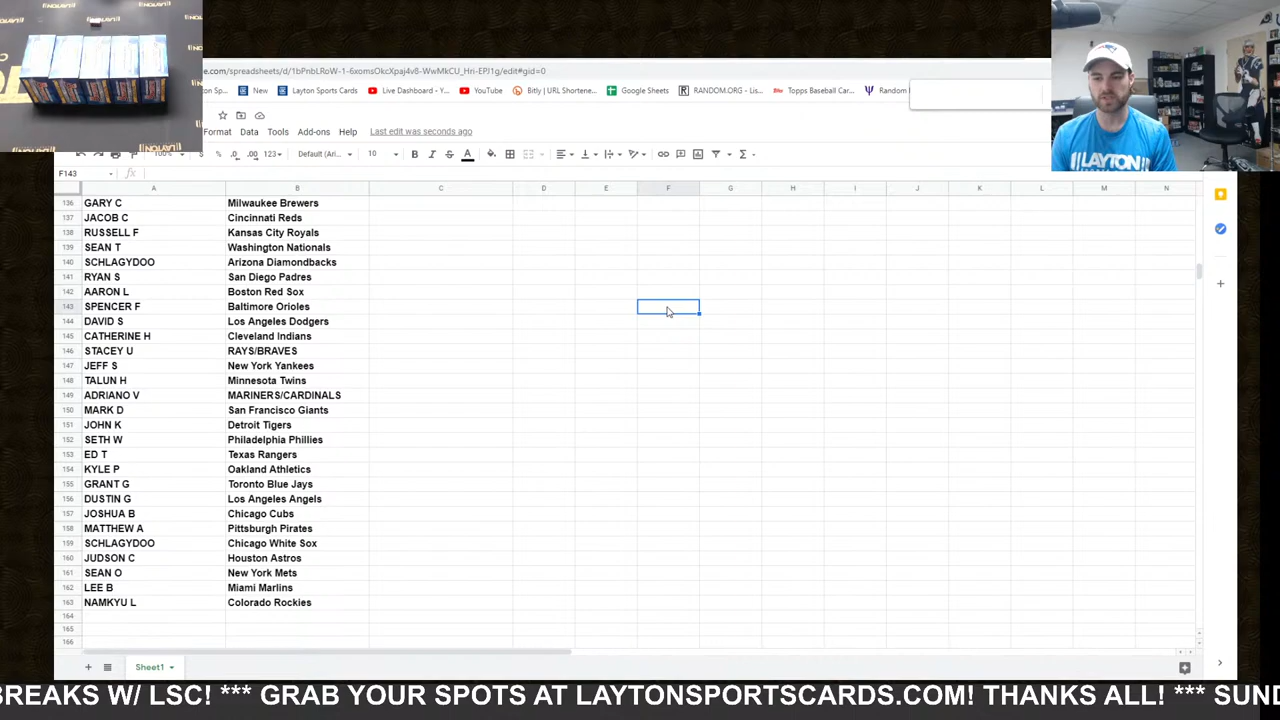 .com/spreadsheets/d/1bPnbLRoW-1-6xomsOkcXpaj4v8-WwMkCU_Hri-EPJ1g/edit#gid=0
New Layton Sports Cards Live Dashboard - Y... YouTube Bitly | URL Shortene... Google Sheets RANDOM.ORG - Lis... Topps Baseball Car... Random
Format Data Tools Add-ons Help Last edit was seconds ago
100% % .0 .00 123 Default (Ari... 10 B I S A
F143 fx
A B C D E F G H I J K L M N
136 GARY C Milwaukee Brewers
137 JACOB C Cincinnati Reds
138 RUSSELL F Kansas City Royals
139 SEAN T Washington Nationals
140 SCHLAGYDOO Arizona Diamondbacks
141 RYAN S San Diego Padres
142 AARON L Boston Red Sox
143 SPENCER F Baltimore Orioles
144 DAVID S Los Angeles Dodgers
145 CATHERINE H Cleveland Indians
146 STACEY U RAYS/BRAVES
147 JEFF S New York Yankees
148 TALUN H Minnesota Twins
149 ADRIANO V MARINERS/CARDINALS
150 MARK D San Francisco Giants
151 JOHN K Detroit Tigers
152 SETH W Philadelphia Phillies
153 ED T Texas Rangers
154 KYLE P Oakland Athletics
155 GRANT G Toronto Blue Jays
156 DUSTIN G Los Angeles Angels
157 JOSHUA B Chicago Cubs
158 MATTHEW A Pittsburgh Pirates
159 SCHLAGYDOO Chicago White Sox
160 JUDSON C Houston Astros
161 SEAN O New York Mets
162 LEE B Miami Marlins
163 NAMKYU L Colorado Rockies
164
165
166
Sheet1
LAYTON
BREAKS W/ LSC! *** GRAB YOUR SPOTS AT LAYTONSPORTSCARDS.COM! THANKS ALL! *** SUND